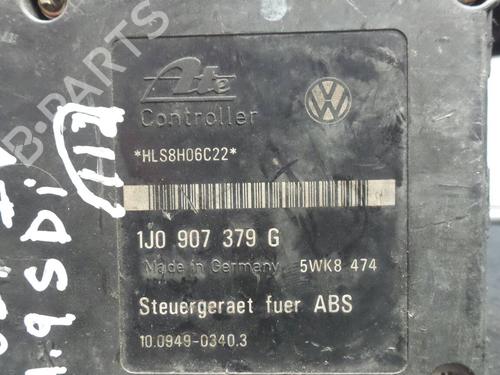 Ate
Controller
*HLS8H06C22*
1J0 907 379 G
Made in Germany 5WK8 474
Steuergeraet fuer ABS
10.0949-0340.3
117
1.9 SDi
B-PARTS